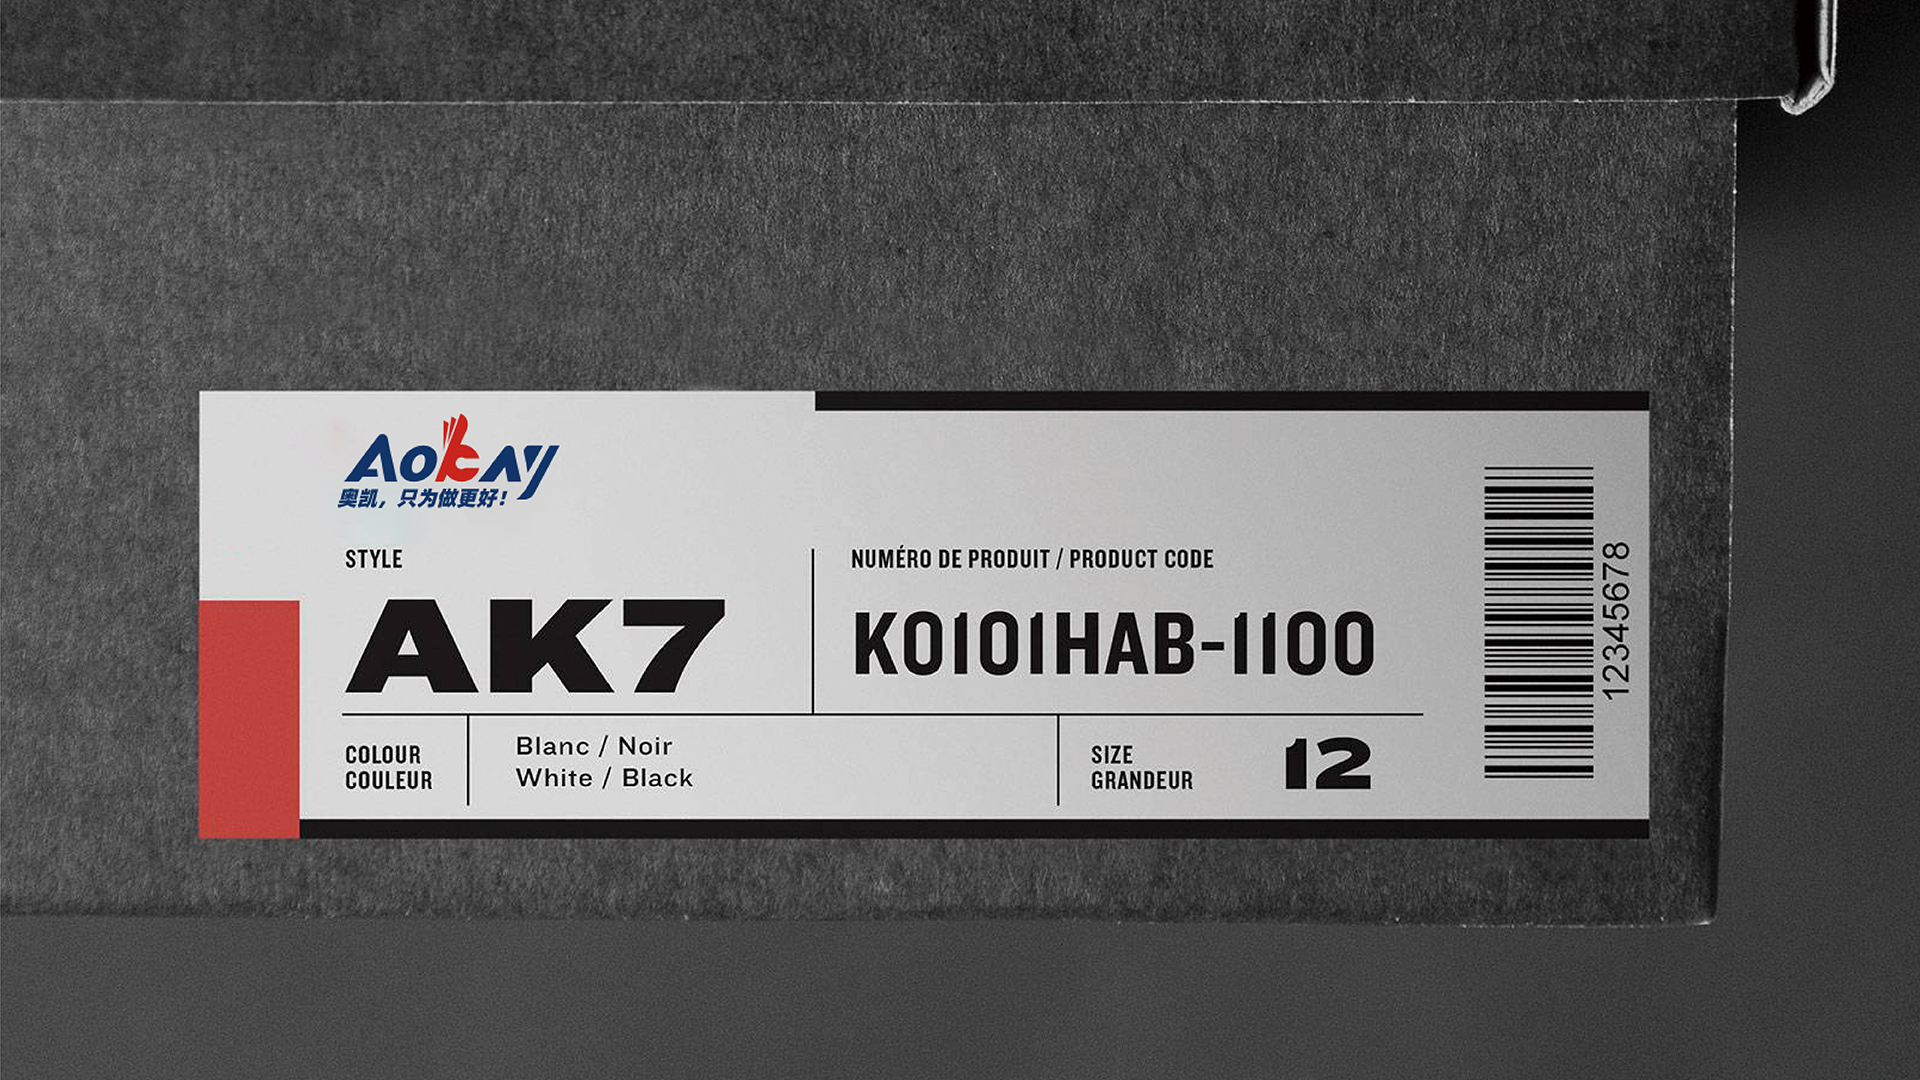 Aokay
奥凯，只为做更好！
STYLE
AK7
NUMÉRO DE PRODUIT / PRODUCT CODE
K0101HAB-1100
COLOUR
COULEUR
Blanc / Noir
White / Black
SIZE
GRANDEUR
12
12345678